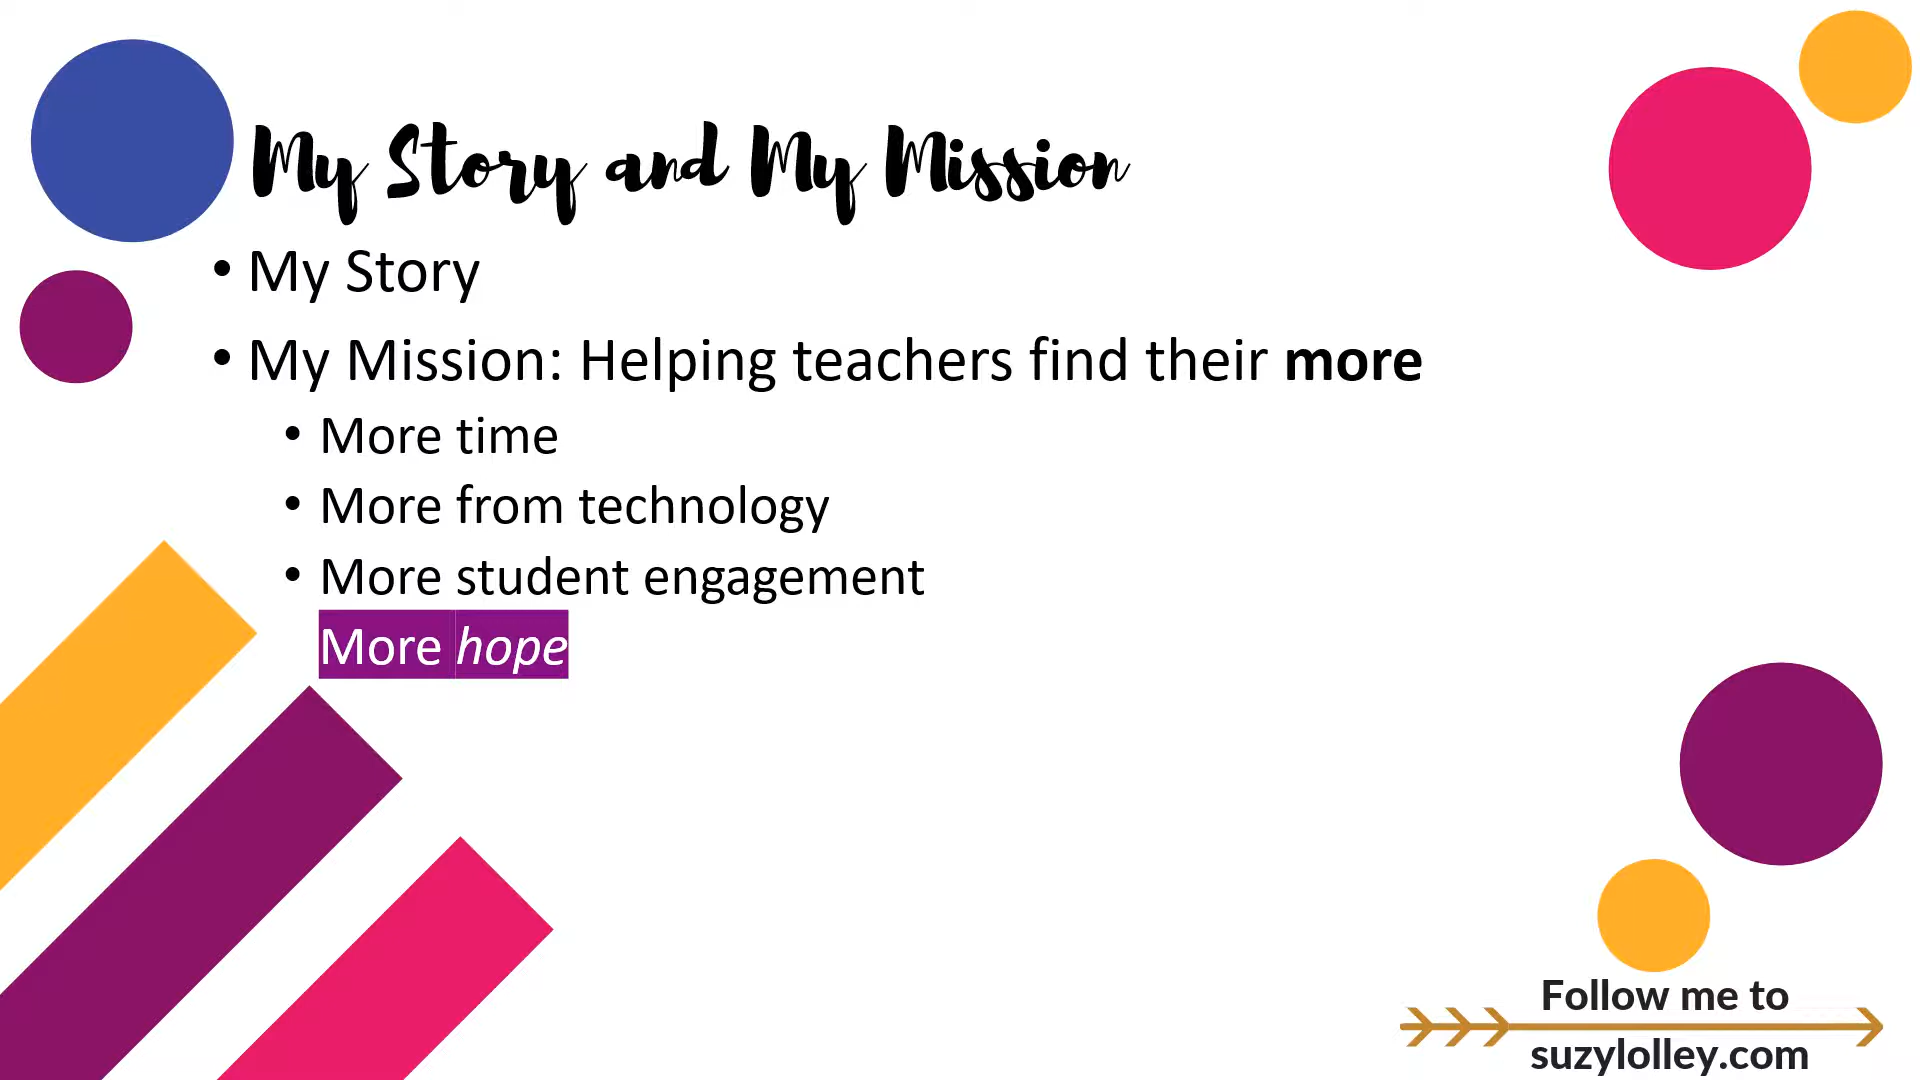 My Story and My Mission
• My Story
• My Mission: Helping teachers find their more
• More time
• More from technology
• More student engagement
More hope
Follow me to
suzylolley.com